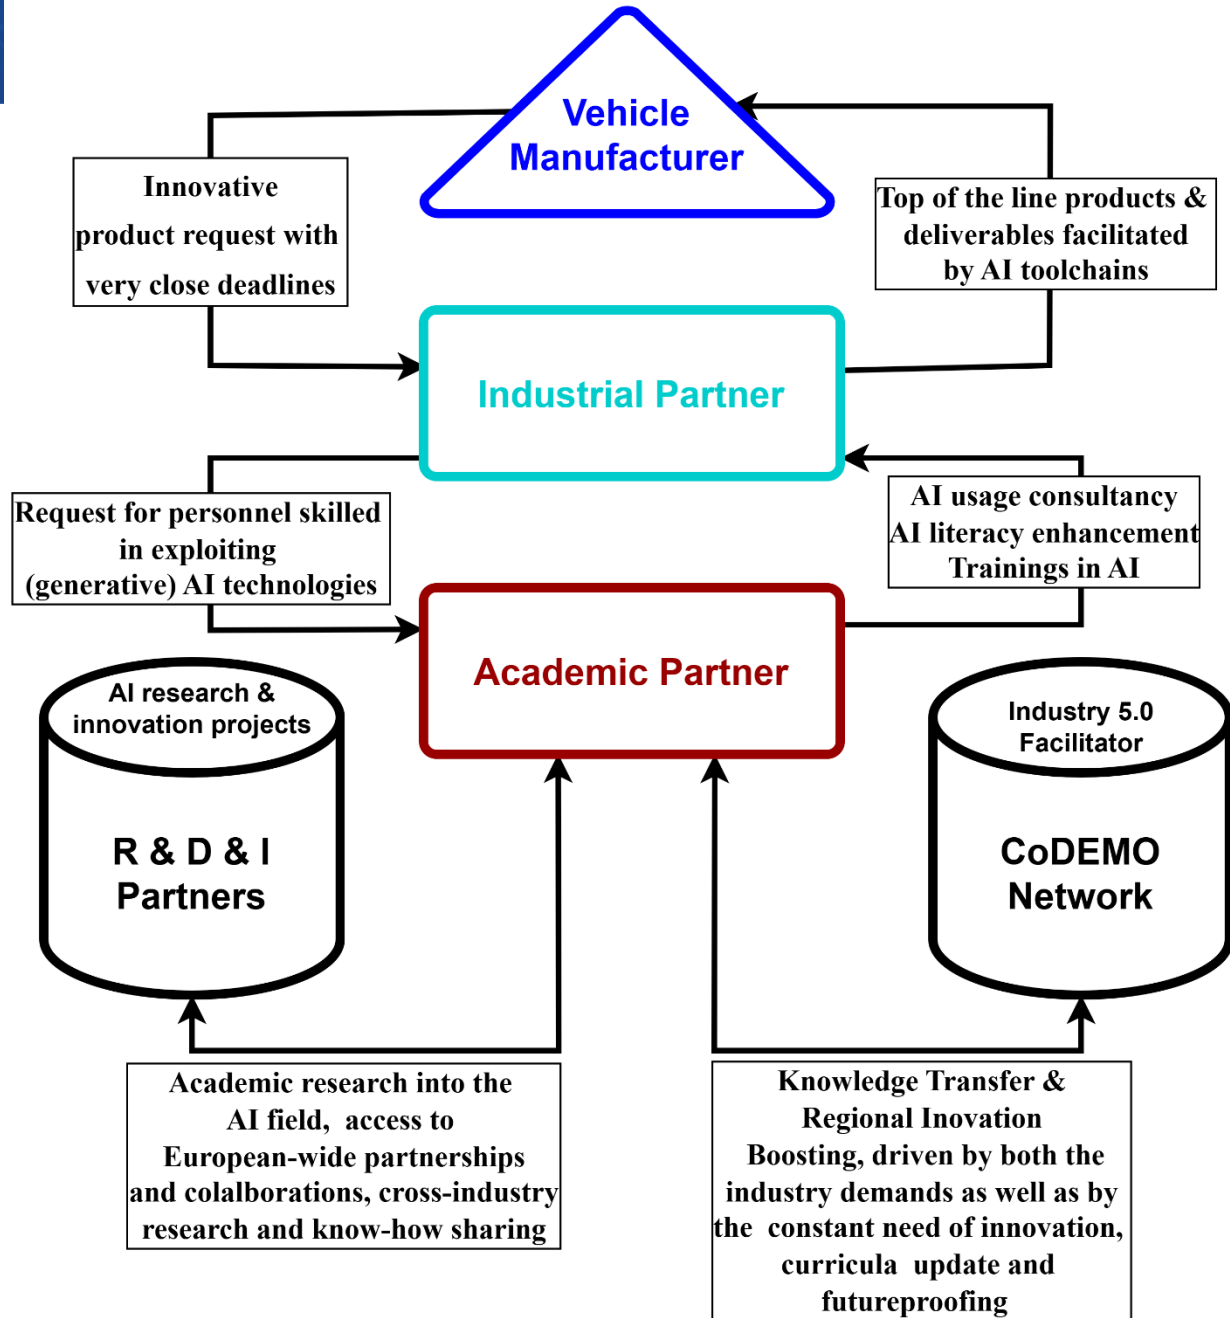 Vehicle
Manufacturer
Innovative
product request with
very close deadlines
Top of the line products &
deliverables facilitated
by AI toolchains
Industrial Partner
Request for personnel skilled
in exploiting
(generative) AI technologies
AI usage consultancy
AI literacy enhancement
Trainings in AI
Academic Partner
AI research &
innovation projects
R & D & I
Partners
Industry 5.0
Facilitator
CoDEMO
Network
Academic research into the
AI field, access to
European-wide partnerships
and colalborations, cross-industry
research and know-how sharing
Knowledge Transfer &
Regional Inovation
Boosting, driven by both the
industry demands as well as by
the constant need of innovation,
curricula update and
futureproofing